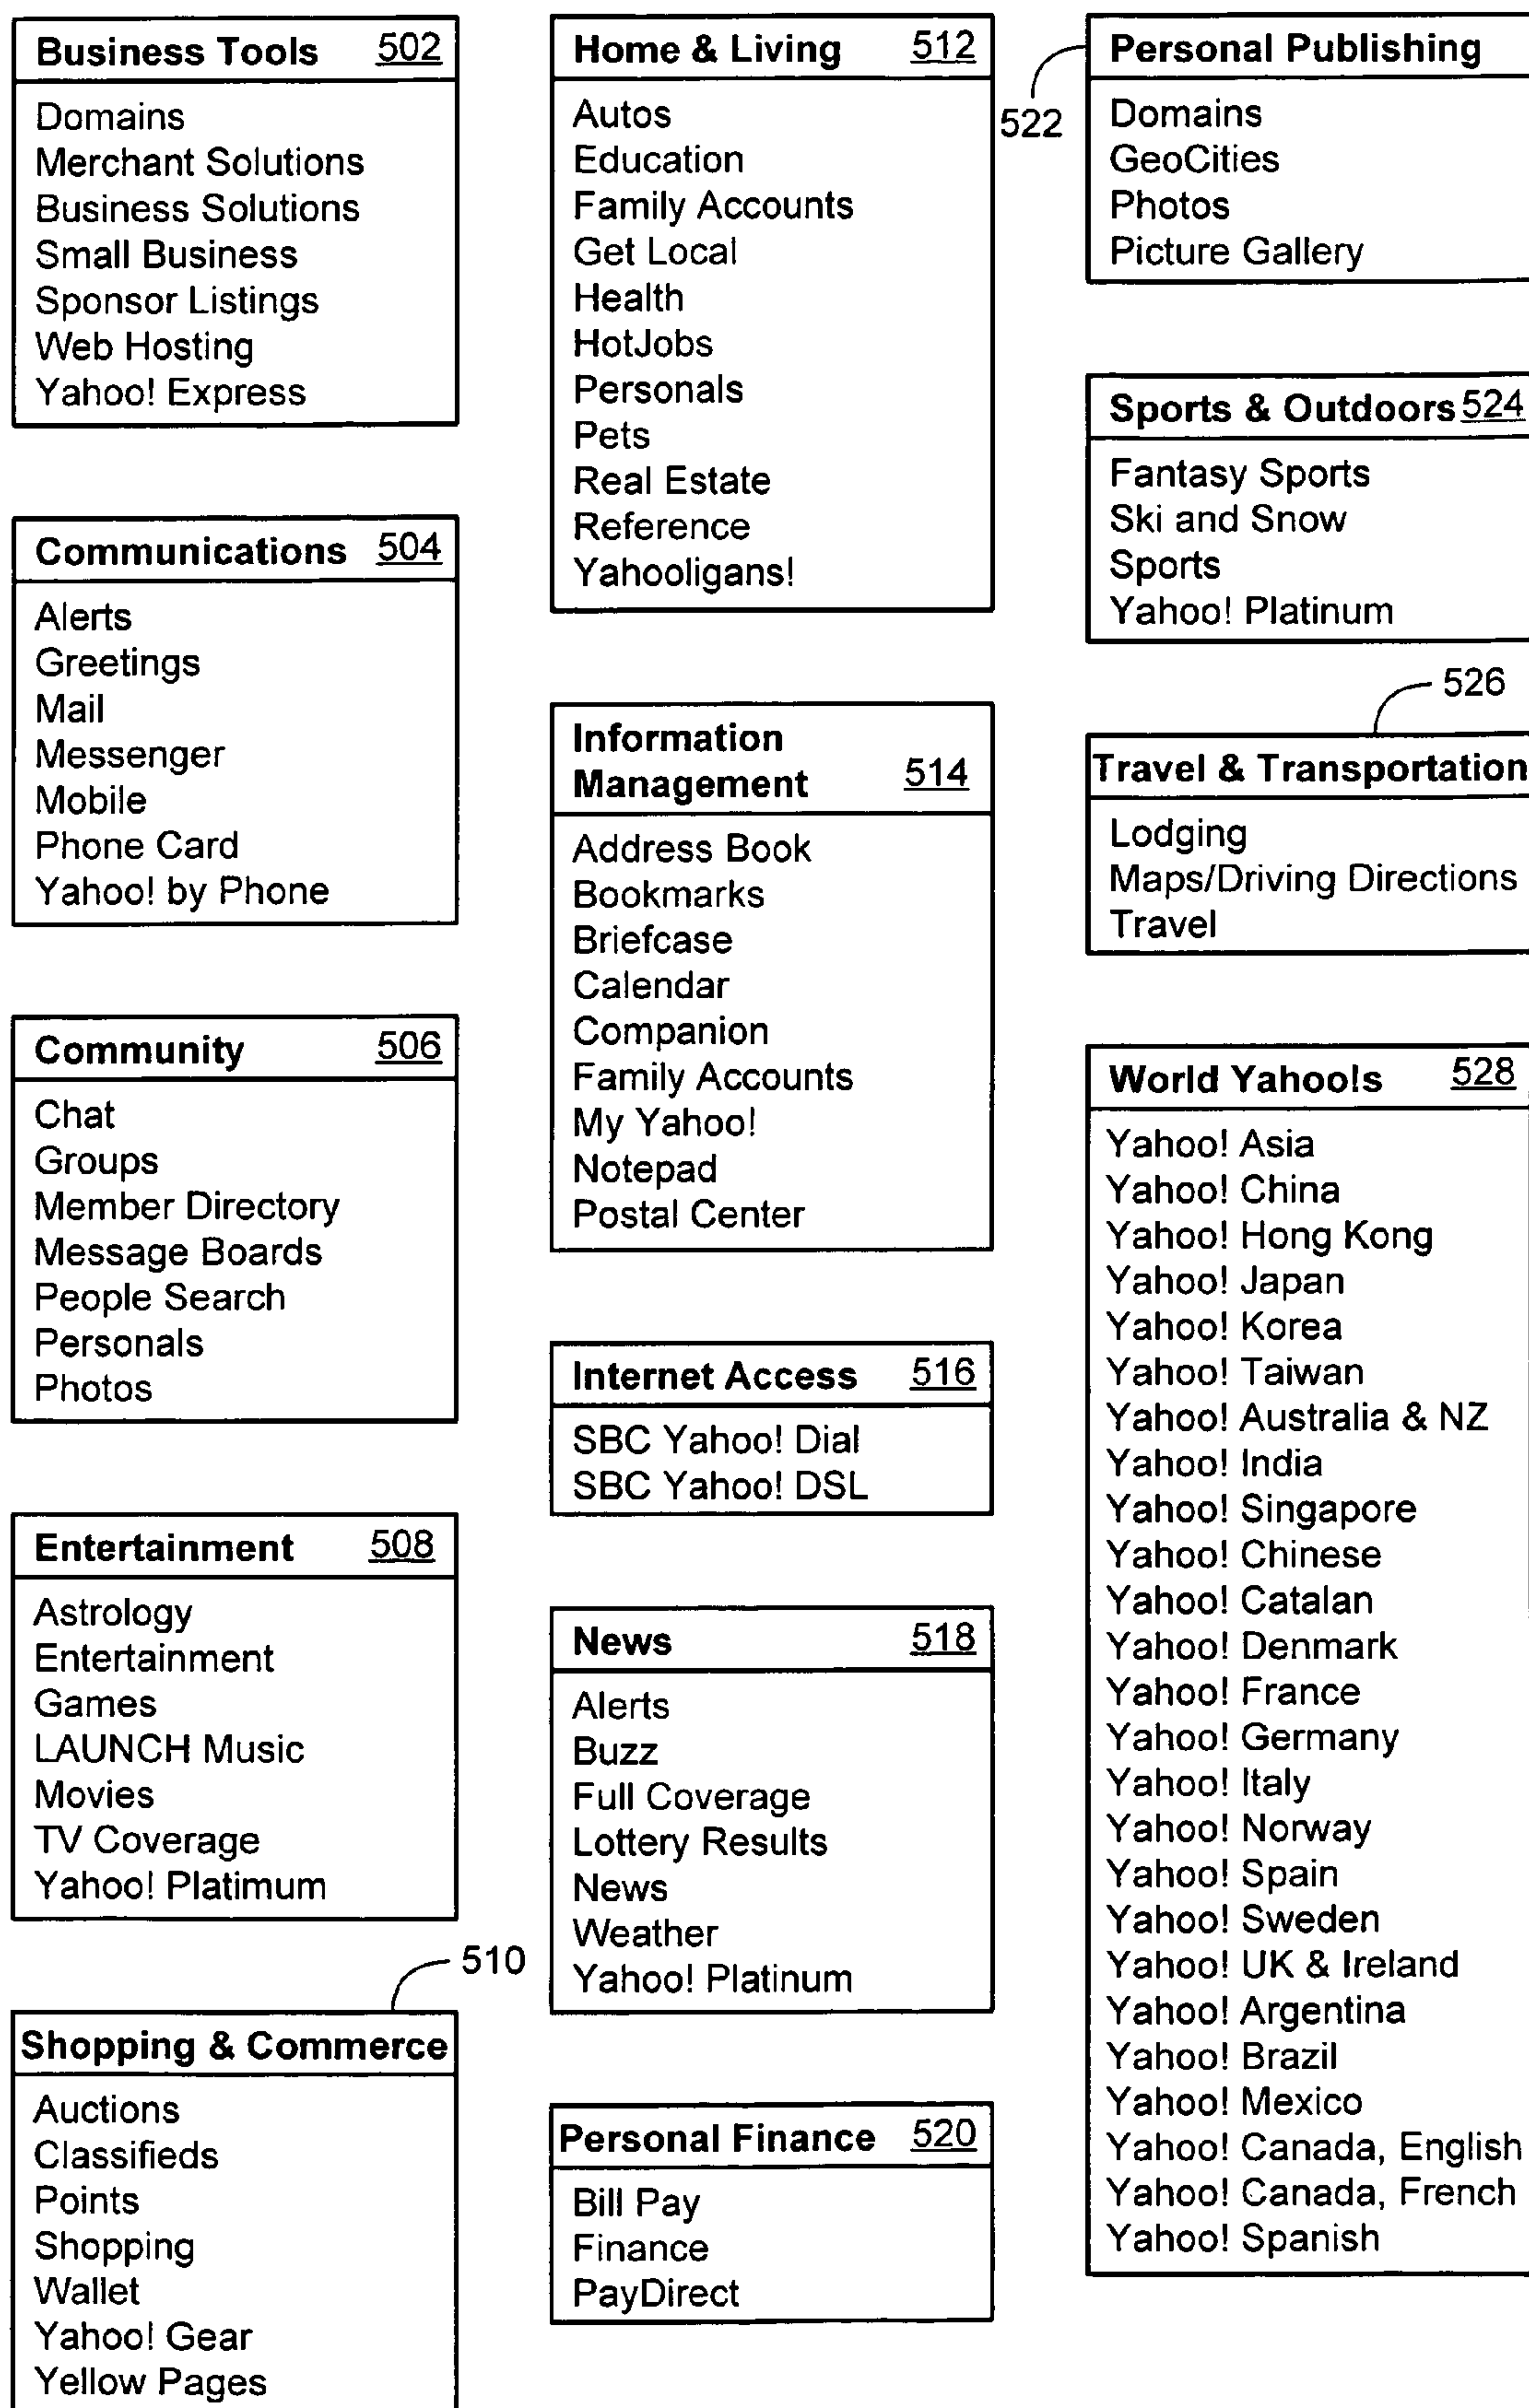 Business Tools 502
Domains
Merchant Solutions
Business Solutions
Small Business
Sponsor Listings
Web Hosting
Yahoo! Express
Communications 504
Alerts
Greetings
Mail
Messenger
Mobile
Phone Card
Yahoo! by Phone
Community 506
Chat
Groups
Member Directory
Message Boards
People Search
Personals
Photos
Entertainment 508
Astrology
Entertainment
Games
LAUNCH Music
Movies
TV Coverage
Yahoo! Platimum
510
Shopping & Commerce
Auctions
Classifieds
Points
Shopping
Wallet
Yahoo! Gear
Yellow Pages
Home & Living 512
Autos
Education
Family Accounts
Get Local
Health
HotJobs
Personals
Pets
Real Estate
Reference
Yahooligans!
Information
Management 514
Address Book
Bookmarks
Briefcase
Calendar
Companion
Family Accounts
My Yahoo!
Notepad
Postal Center
Internet Access 516
SBC Yahoo! Dial
SBC Yahoo! DSL
News 518
Alerts
Buzz
Full Coverage
Lottery Results
News
Weather
Yahoo! Platinum
Personal Finance 520
Bill Pay
Finance
PayDirect
522
Personal Publishing
Domains
GeoCities
Photos
Picture Gallery
Sports & Outdoors 524
Fantasy Sports
Ski and Snow
Sports
Yahoo! Platinum
526
Travel & Transportation
Lodging
Maps/Driving Directions
Travel
World Yahoo!s 528
Yahoo! Asia
Yahoo! China
Yahoo! Hong Kong
Yahoo! Japan
Yahoo! Korea
Yahoo! Taiwan
Yahoo! Australia & NZ
Yahoo! India
Yahoo! Singapore
Yahoo! Chinese
Yahoo! Catalan
Yahoo! Denmark
Yahoo! France
Yahoo! Germany
Yahoo! Italy
Yahoo! Norway
Yahoo! Spain
Yahoo! Sweden
Yahoo! UK & Ireland
Yahoo! Argentina
Yahoo! Brazil
Yahoo! Mexico
Yahoo! Canada, English
Yahoo! Canada, French
Yahoo! Spanish